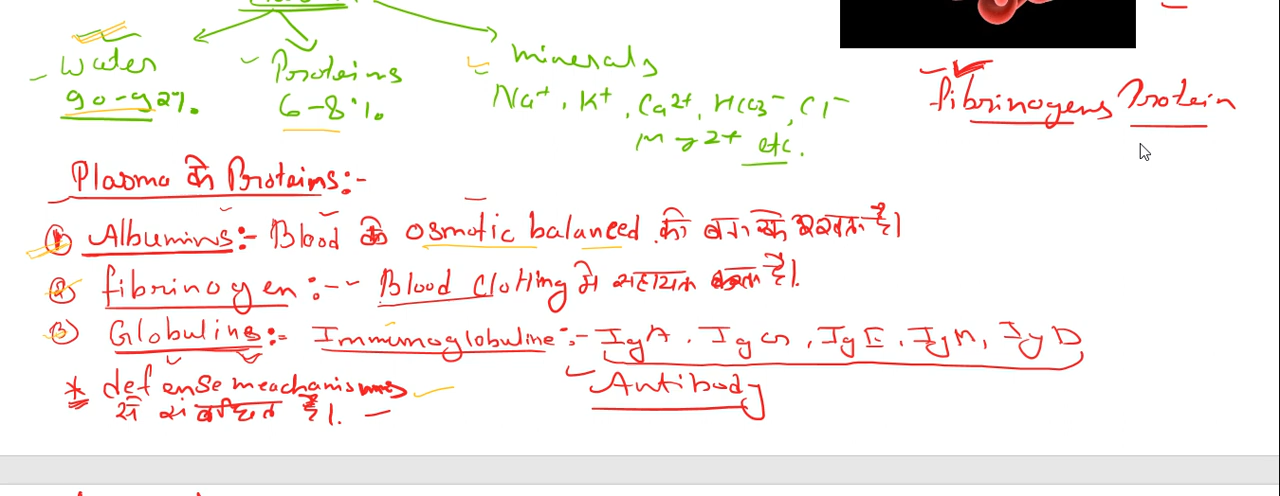 Water
90-92%.
Proteins
6-8%.
minerals
Na+, K+, Ca2+, HCO3-, Cl-
Mg2+ etc.
fibrinogens Protein
Plasma के Proteins:-
① Albumins:- Blood के osmotic balanced को बनाके रखता है।
② fibrinogen:-- Blood clotting मे सहायता करता है।
③ Globulins:- Immunoglobuline:- IgA, IgG, IgE, IgM, IgD
Antibody
* defense meachanisms
से संबंधित है।